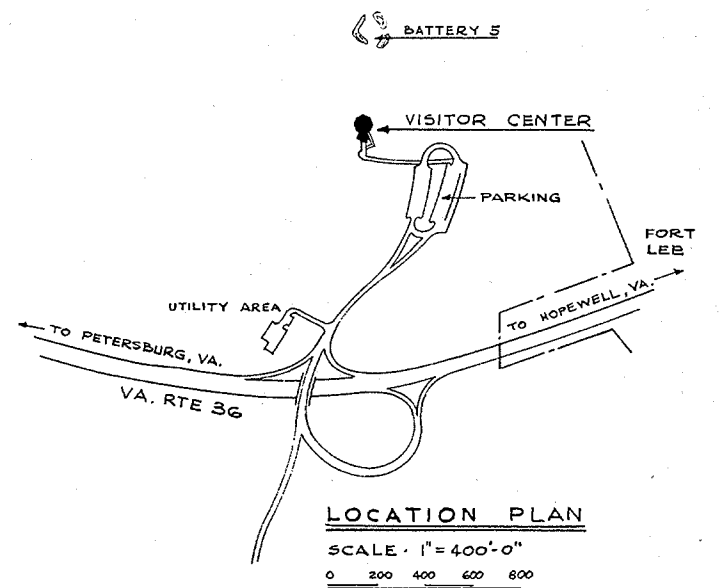 BATTERY 5
VISITOR CENTER
PARKING
FORT
LEE
UTILITY AREA
TO HOPEWELL, VA.
TO PETERSBURG, VA.
VA. RTE 36
LOCATION PLAN
SCALE · 1" = 400'-0"
0 200 400 600 800